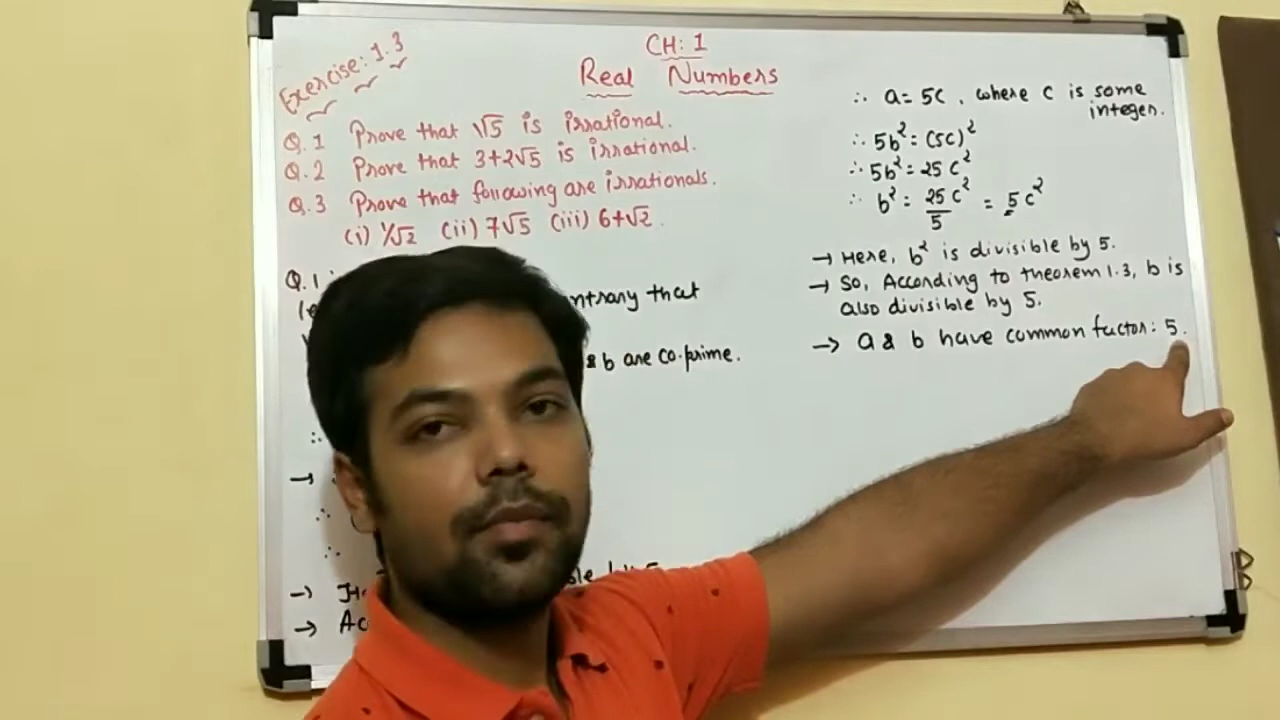 Exercise: 1.3
CH: 1
Real Numbers
Q.1 Prove that √5 is irrational.
Q.2 Prove that 3+2√5 is irrational.
Q.3 Prove that following are irrationals.
(i) 1/√2 (ii) 7√5 (iii) 6+√2.
Q.1
that
& b are co-prime.
∴
→
∴
∴
→
→
∴ a = 5c, where c is some
integer.
∴ 5b² = (5c)²
∴ 5b² = 25c²
∴ b² = 25c²/5 = 5c²
→ Here, b² is divisible by 5.
→ So, According to theorem 1.3, b is
also divisible by 5.
→ a & b have common factor: 5.